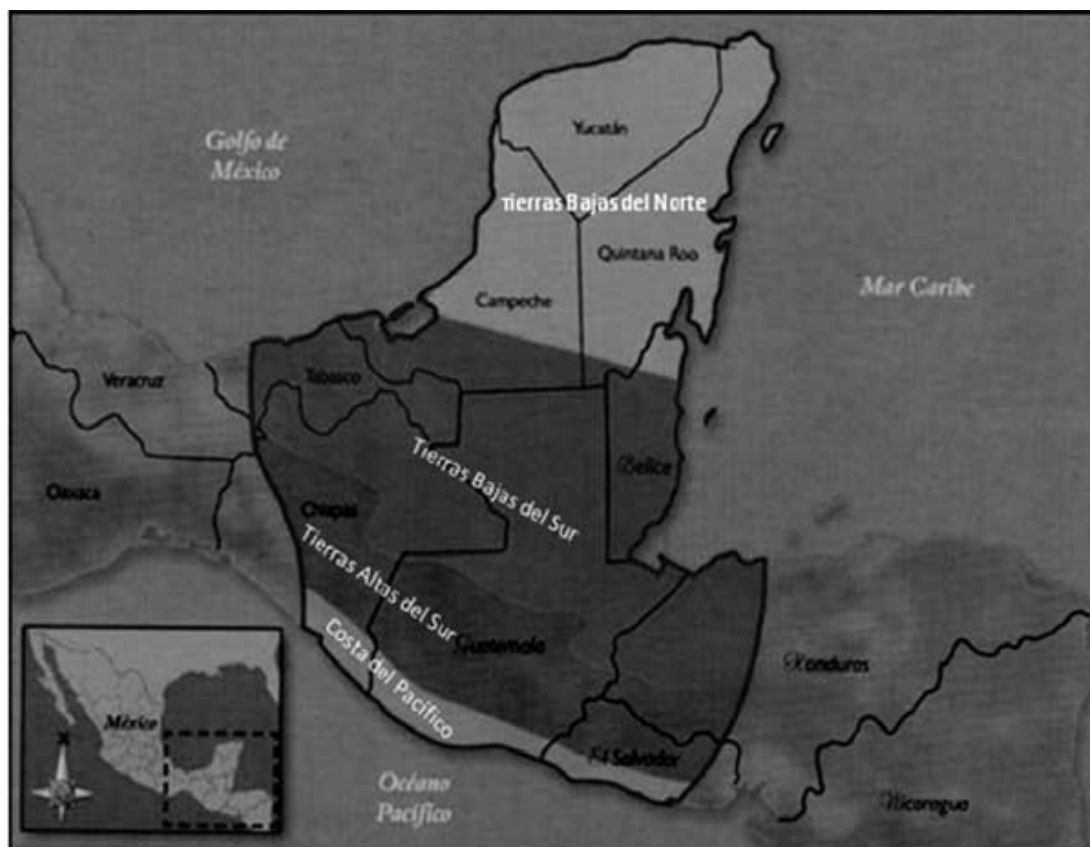 Golfo de
México
Yucatán
Tierras Bajas del Norte
Quintana Roo
Mar Caribe
Campeche
Veracruz
Tabasco
Oaxaca
Chiapas
Tierras Bajas del Sur
Belice
Tierras Altas del Sur
Guatemala
Costa del Pacífico
Honduras
El Salvador
Nicaragua
Océano
Pacífico
México